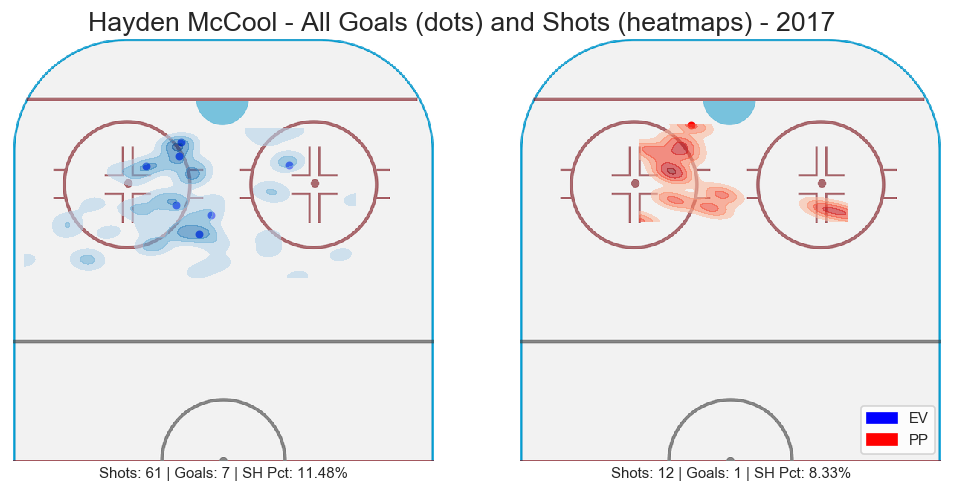 Hayden McCool - All Goals (dots) and Shots (heatmaps) - 2017
EV
PP
Shots: 61 | Goals: 7 | SH Pct: 11.48%
Shots: 12 | Goals: 1 | SH Pct: 8.33%